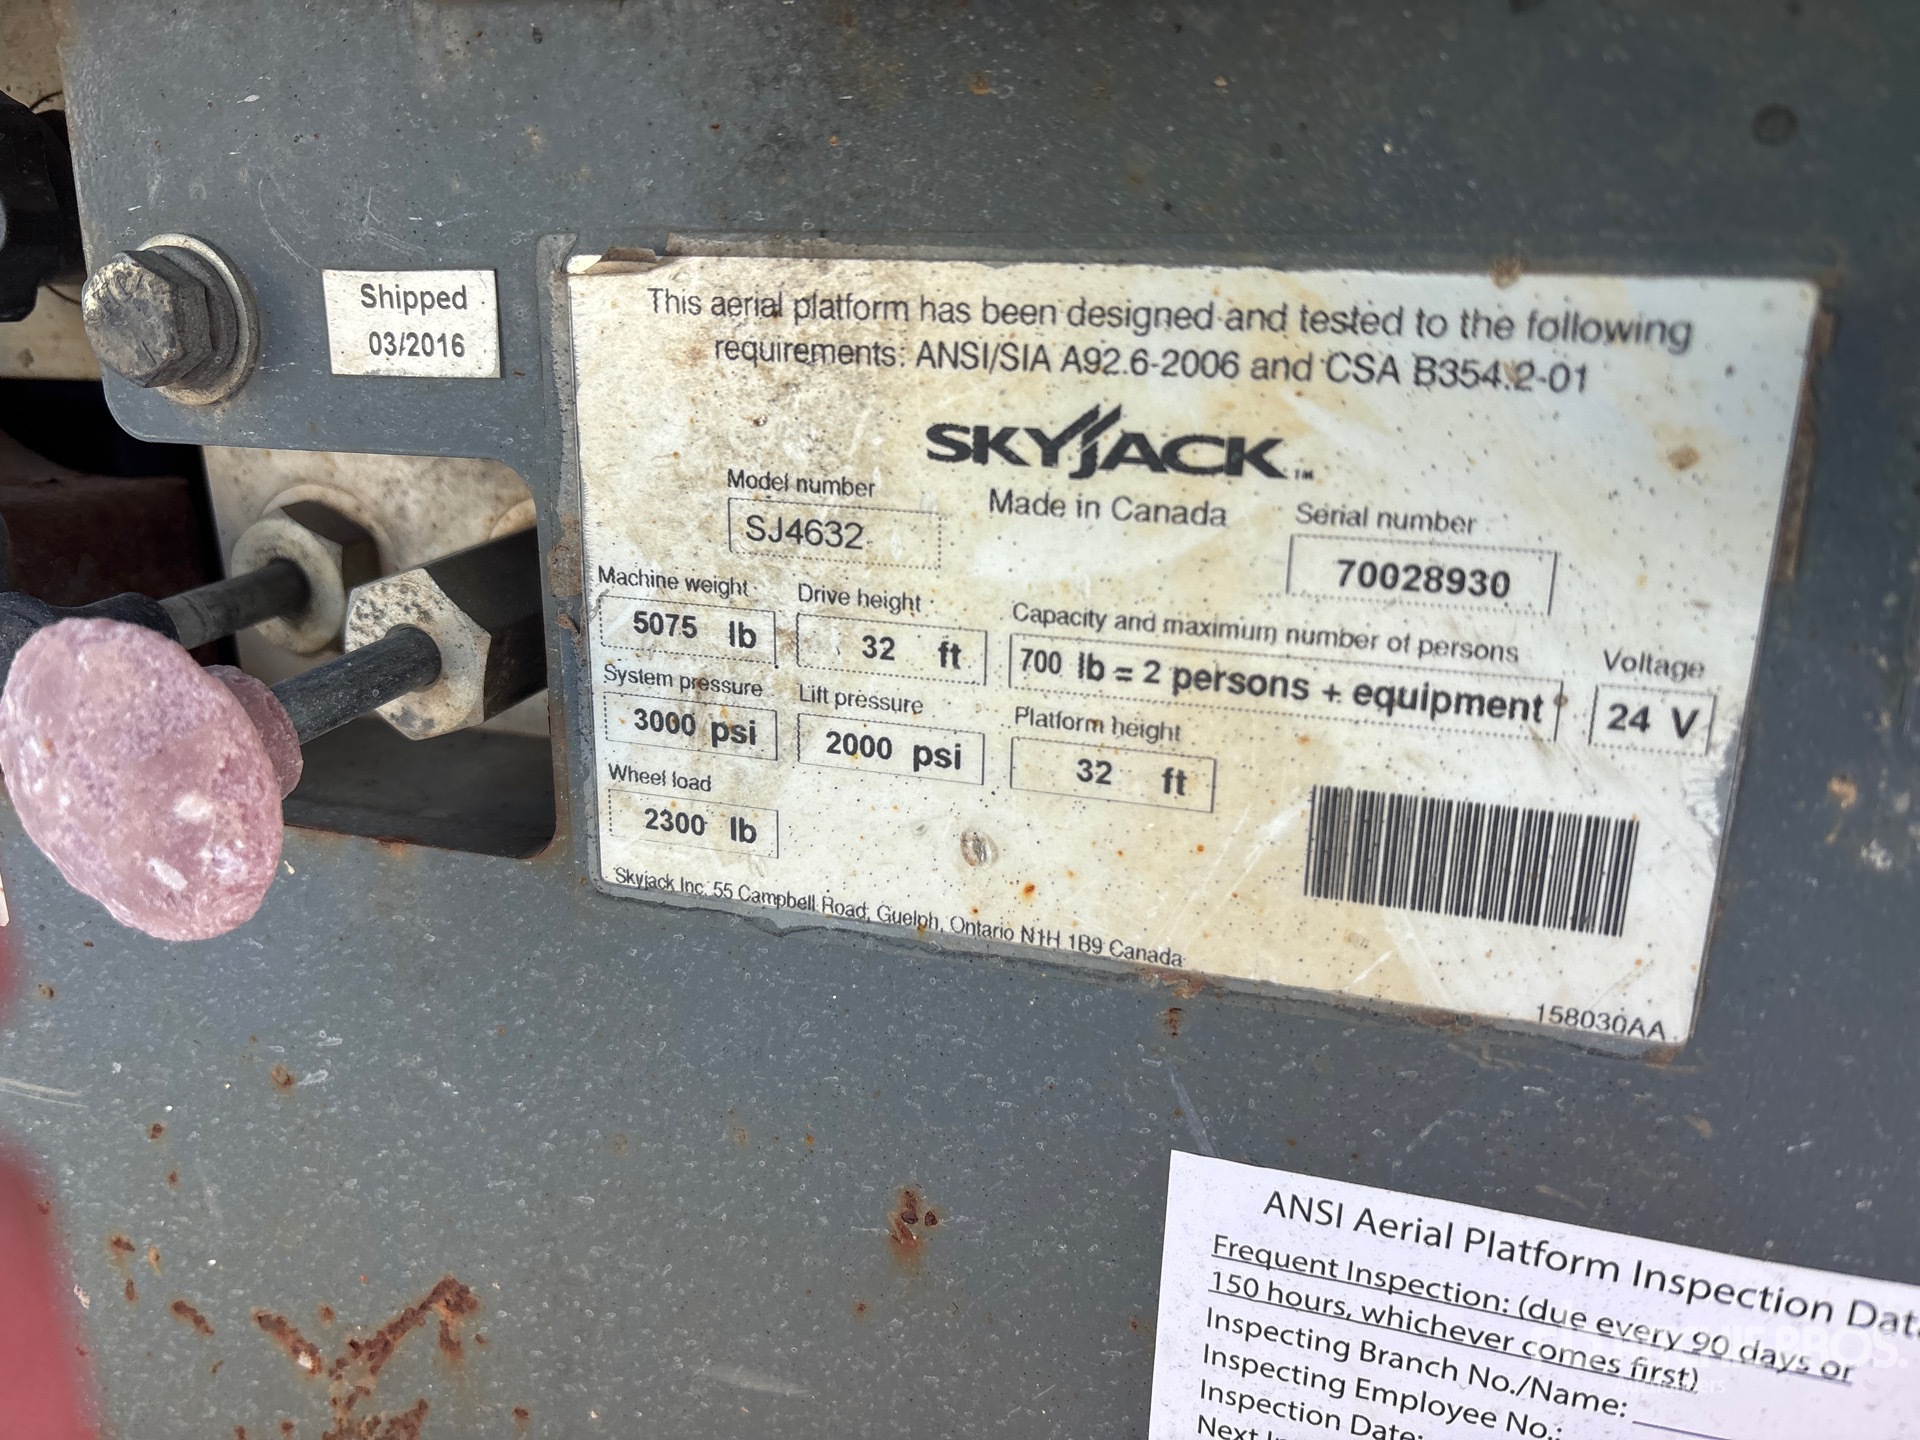 Shipped
03/2016
This aerial platform has been designed and tested to the following
requirements: ANSI/SIA A92.6-2006 and CSA B354.2-01
SKYJACK™
Made in Canada
Model number
SJ4632
Serial number
70028930
Machine weight
5075 lb
Drive height
32 ft
Capacity and maximum number of persons
700 lb = 2 persons + equipment
Voltage
24 V
System pressure
3000 psi
Lift pressure
2000 psi
Platform height
32 ft
Wheel load
2300 lb
Skyjack Inc. 55 Campbell Road, Guelph, Ontario N1H 1B9 Canada
158030AA
ANSI Aerial Platform Inspection Dat
Frequent Inspection: (due every 90 days or
150 hours, whichever comes first)
Inspecting Branch No./Name:
Inspecting Employee No.:
Inspection Date:
Next